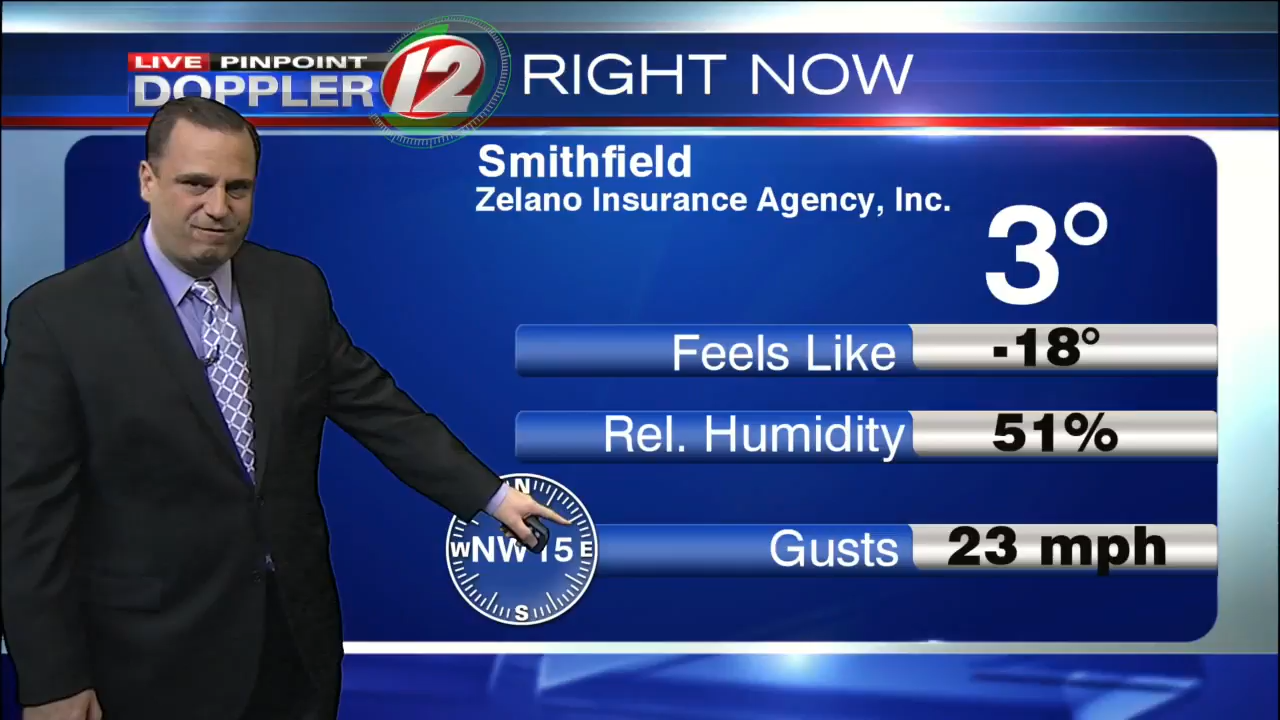 LIVE PINPOINT
DOPPLER 12
RIGHT NOW
Smithfield
Zelano Insurance Agency, Inc.
3°
Feels Like -18°
Rel. Humidity 51%
N
W NW 15 E
S
Gusts 23 mph